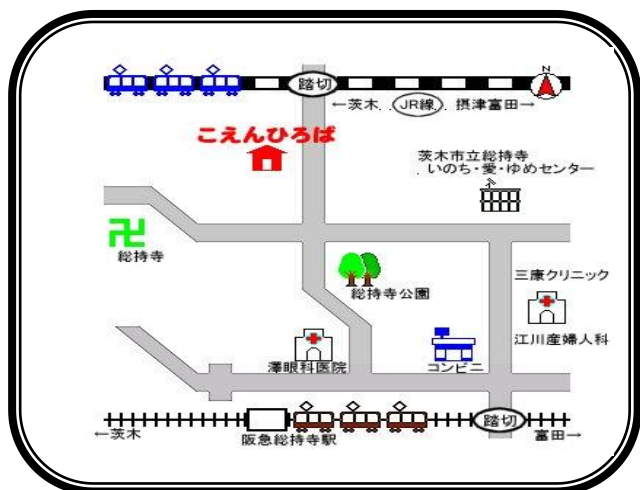 踏切
N
←茨木 JR線 摂津富田→
こえんひろば
茨木市立総持寺
いのち・愛・ゆめセンター
総持寺
総持寺公園
三康クリニック
江川産婦人科
澤眼科医院
コンビニ
踏切
←茨木
阪急総持寺駅
富田→